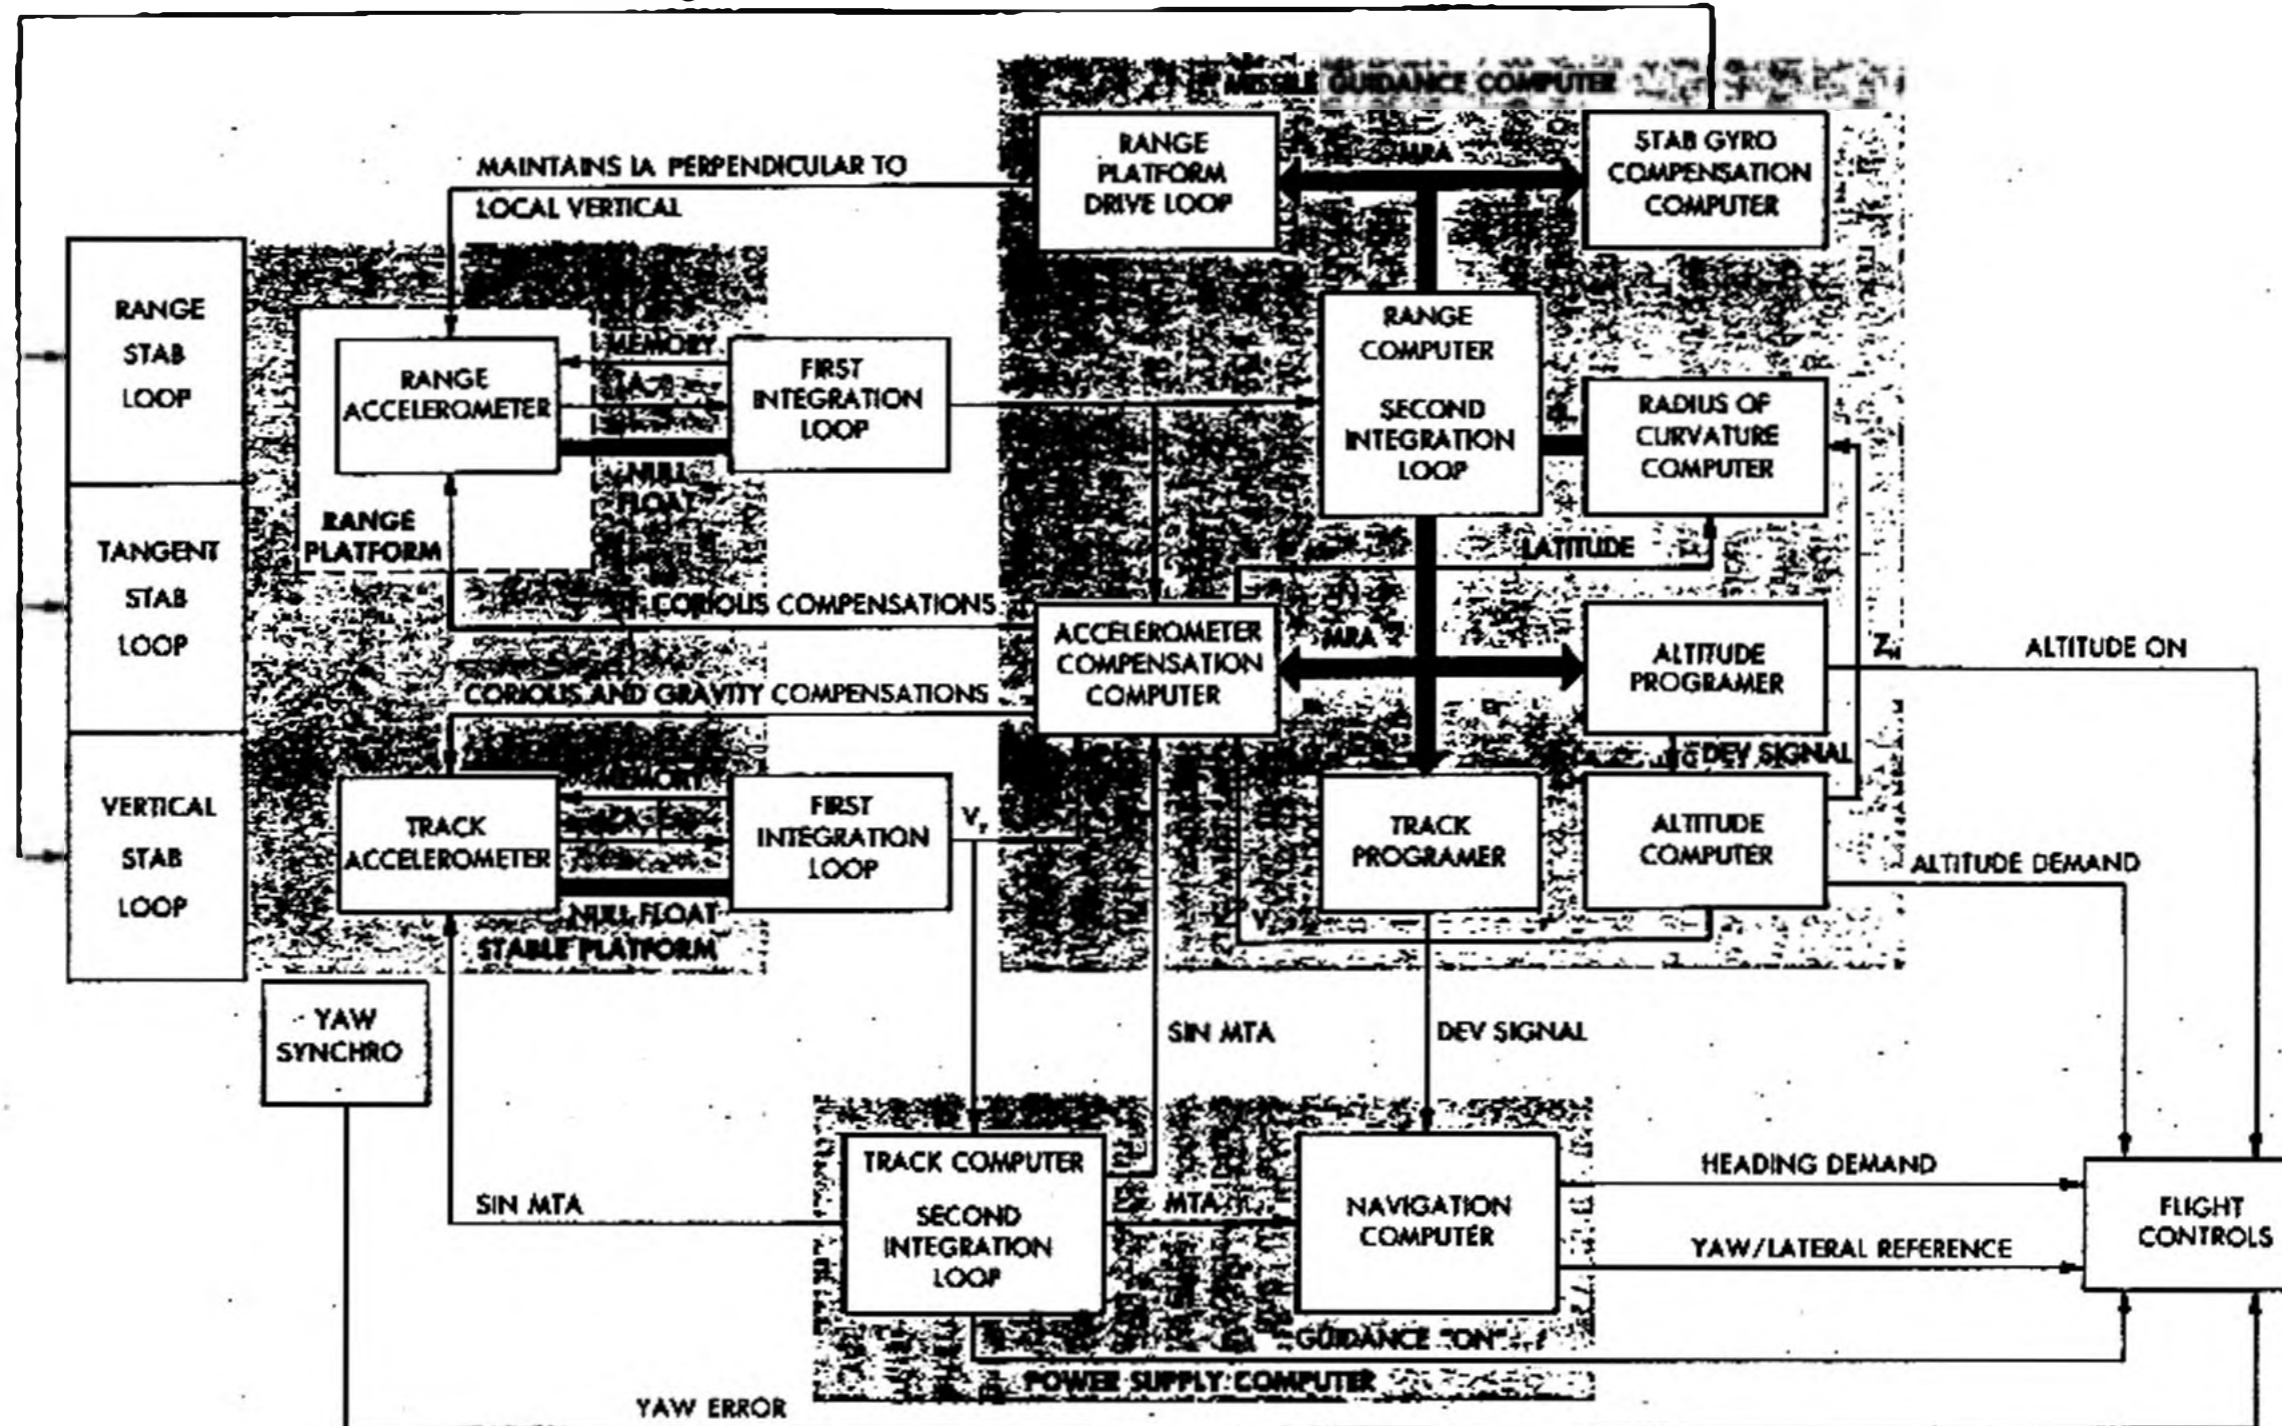 MISSILE GUIDANCE COMPUTER
RANGE
PLATFORM
DRIVE LOOP
MRA
STAB GYRO
COMPENSATION
COMPUTER
MAINTAINS IA PERPENDICULAR TO
LOCAL VERTICAL
RANGE
STAB
LOOP
TANGENT
STAB
LOOP
VERTICAL
STAB
LOOP
RANGE
ACCELEROMETER
RANGE
PLATFORM
MEMORY
NULL
FLOAT
FIRST
INTEGRATION
LOOP
RANGE
COMPUTER
SECOND
INTEGRATION
LOOP
RADIUS OF
CURVATURE
COMPUTER
LATITUDE
CORIOLIS COMPENSATIONS
CORIOLIS AND GRAVITY COMPENSATIONS
ACCELEROMETER
COMPENSATION
COMPUTER
MRA
ALTITUDE
PROGRAMER
ALTITUDE ON
DEV SIGNAL
TRACK
ACCELEROMETER
MEMORY
NULL FLOAT
STABLE PLATFORM
FIRST
INTEGRATION
LOOP
TRACK
PROGRAMER
ALTITUDE
COMPUTER
ALTITUDE DEMAND
YAW
SYNCHRO
SIN MTA
DEV SIGNAL
SIN MTA
TRACK COMPUTER
SECOND
INTEGRATION
LOOP
MTA
NAVIGATION
COMPUTER
HEADING DEMAND
YAW/LATERAL REFERENCE
FLIGHT
CONTROLS
GUIDANCE "ON"
POWER SUPPLY COMPUTER
YAW ERROR